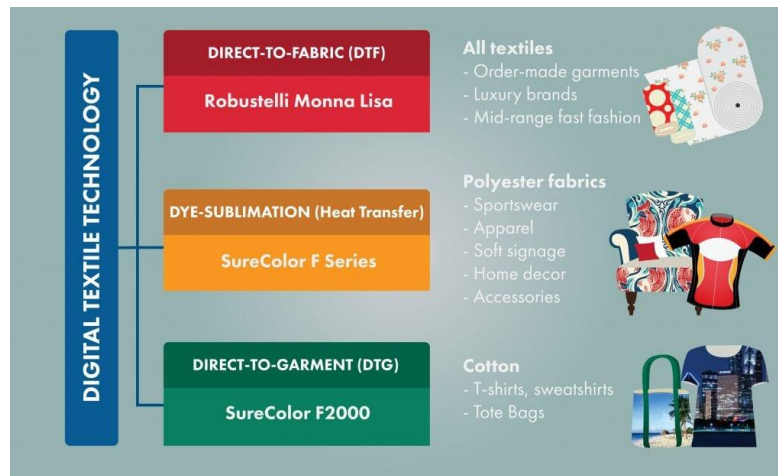 DIGITAL TEXTILE TECHNOLOGY
DIRECT-TO-FABRIC (DTF)
Robustelli Monna Lisa
All textiles
- Order-made garments
- Luxury brands
- Mid-range fast fashion
DYE-SUBLIMATION (Heat Transfer)
SureColor F Series
Polyester fabrics
- Sportswear
- Apparel
- Soft signage
- Home decor
- Accessories
DIRECT-TO-GARMENT (DTG)
SureColor F2000
Cotton
- T-shirts, sweatshirts
- Tote Bags